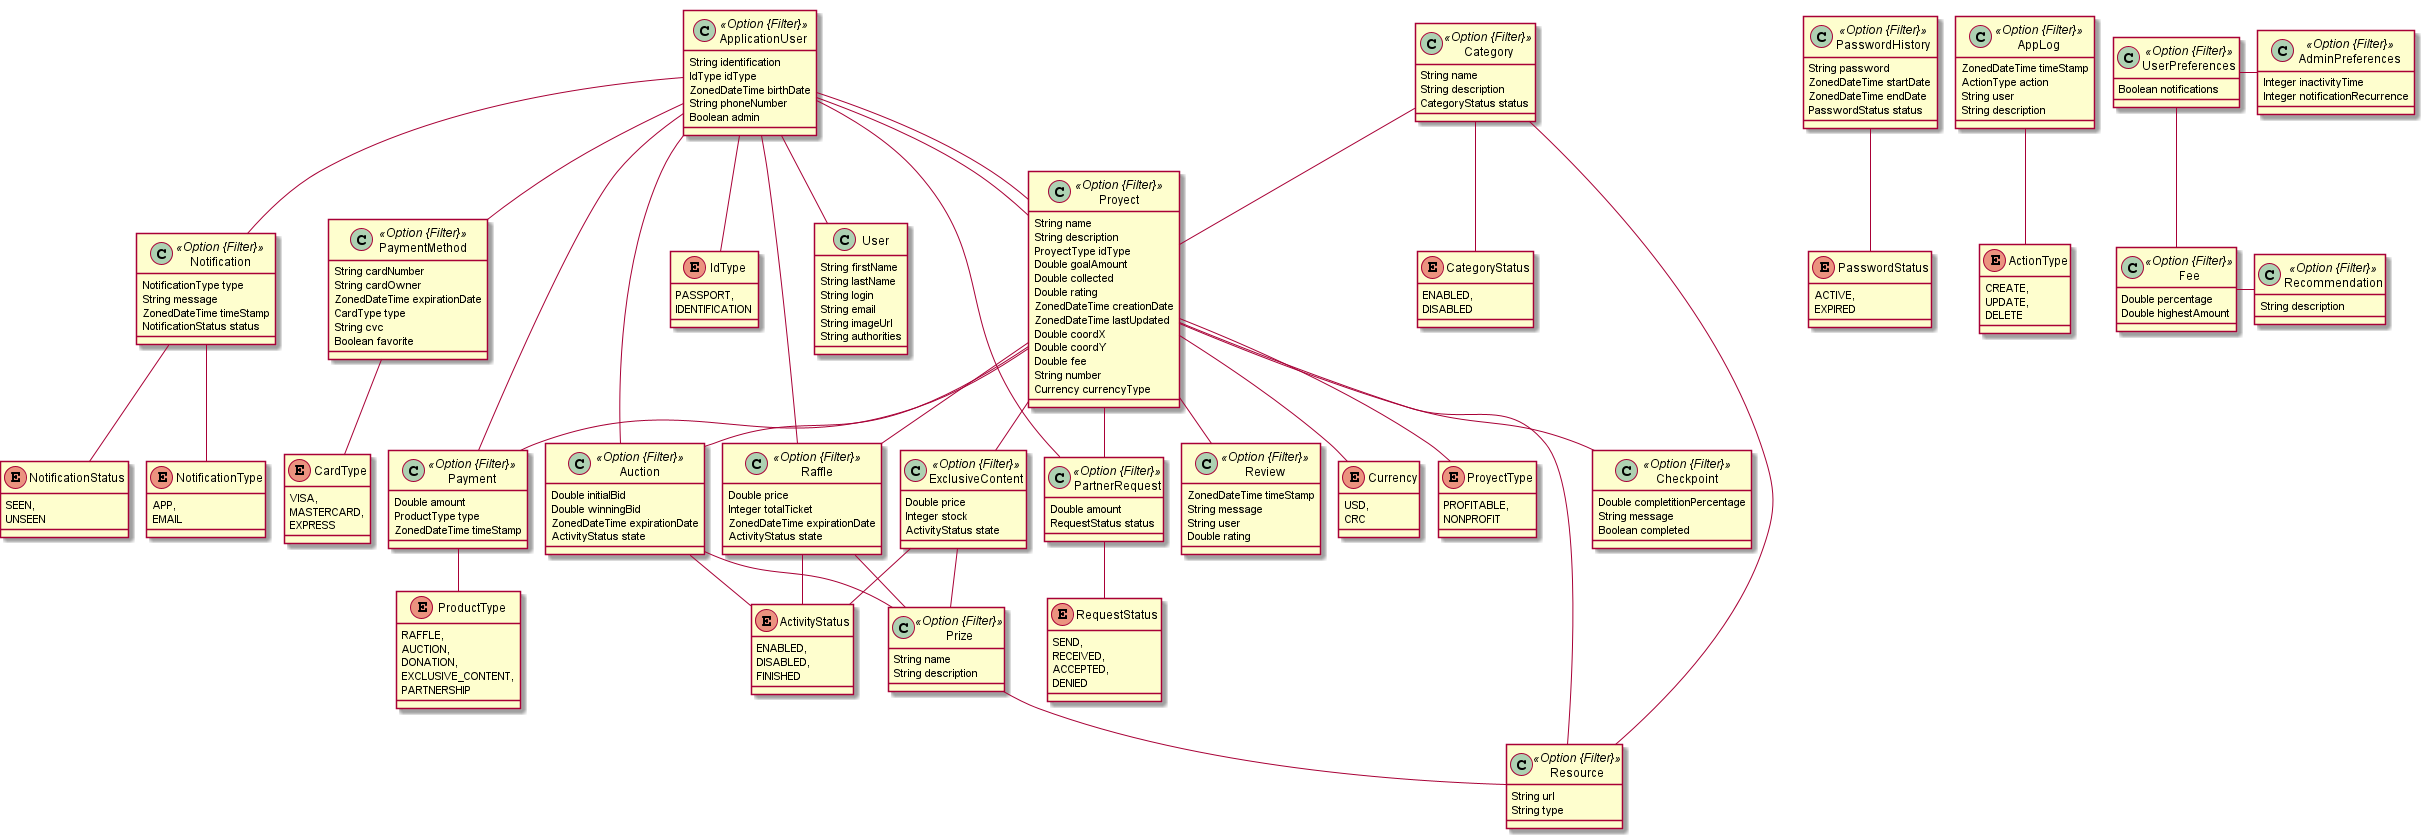 C
«Option {Filter}»
ApplicationUser
String identification
IdType idType
ZonedDateTime birthDate
String phoneNumber
Boolean admin
C
«Option {Filter}»
Category
String name
String description
CategoryStatus status
C
«Option {Filter}»
PasswordHistory
String password
ZonedDateTime startDate
ZonedDateTime endDate
PasswordStatus status
C
«Option {Filter}»
AppLog
ZonedDateTime timeStamp
ActionType action
String user
String description
C
«Option {Filter}»
UserPreferences
Boolean notifications
C
«Option {Filter}»
AdminPreferences
Integer inactivityTime
Integer notificationRecurrence
C
«Option {Filter}»
Notification
NotificationType type
String message
ZonedDateTime timeStamp
NotificationStatus status
C
«Option {Filter}»
PaymentMethod
String cardNumber
String cardOwner
ZonedDateTime expirationDate
CardType type
String cvc
Boolean favorite
E
IdType
PASSPORT,
IDENTIFICATION
C
User
String firstName
String lastName
String login
String email
String imageUrl
String authorities
C
«Option {Filter}»
Proyect
String name
String description
ProyectType idType
Double goalAmount
Double collected
Double rating
ZonedDateTime creationDate
ZonedDateTime lastUpdated
Double coordX
Double coordY
Double fee
String number
Currency currencyType
E
CategoryStatus
ENABLED,
DISABLED
E
PasswordStatus
ACTIVE,
EXPIRED
E
ActionType
CREATE,
UPDATE,
DELETE
C
«Option {Filter}»
Fee
Double percentage
Double highestAmount
C
«Option {Filter}»
Recommendation
String description
E
NotificationStatus
SEEN,
UNSEEN
E
NotificationType
APP,
EMAIL
E
CardType
VISA,
MASTERCARD,
EXPRESS
C
«Option {Filter}»
Payment
Double amount
ProductType type
ZonedDateTime timeStamp
C
«Option {Filter}»
Auction
Double initialBid
Double winningBid
ZonedDateTime expirationDate
ActivityStatus state
C
«Option {Filter}»
Raffle
Double price
Integer totalTicket
ZonedDateTime expirationDate
ActivityStatus state
C
«Option {Filter}»
ExclusiveContent
Double price
Integer stock
ActivityStatus state
C
«Option {Filter}»
PartnerRequest
Double amount
RequestStatus status
C
«Option {Filter}»
Review
ZonedDateTime timeStamp
String message
String user
Double rating
E
Currency
USD,
CRC
E
ProyectType
PROFITABLE,
NONPROFIT
C
«Option {Filter}»
Checkpoint
Double completitionPercentage
String message
Boolean completed
E
ProductType
RAFFLE,
AUCTION,
DONATION,
EXCLUSIVE_CONTENT,
PARTNERSHIP
E
ActivityStatus
ENABLED,
DISABLED,
FINISHED
C
«Option {Filter}»
Prize
String name
String description
E
RequestStatus
SEND,
RECEIVED,
ACCEPTED,
DENIED
C
«Option {Filter}»
Resource
String url
String type